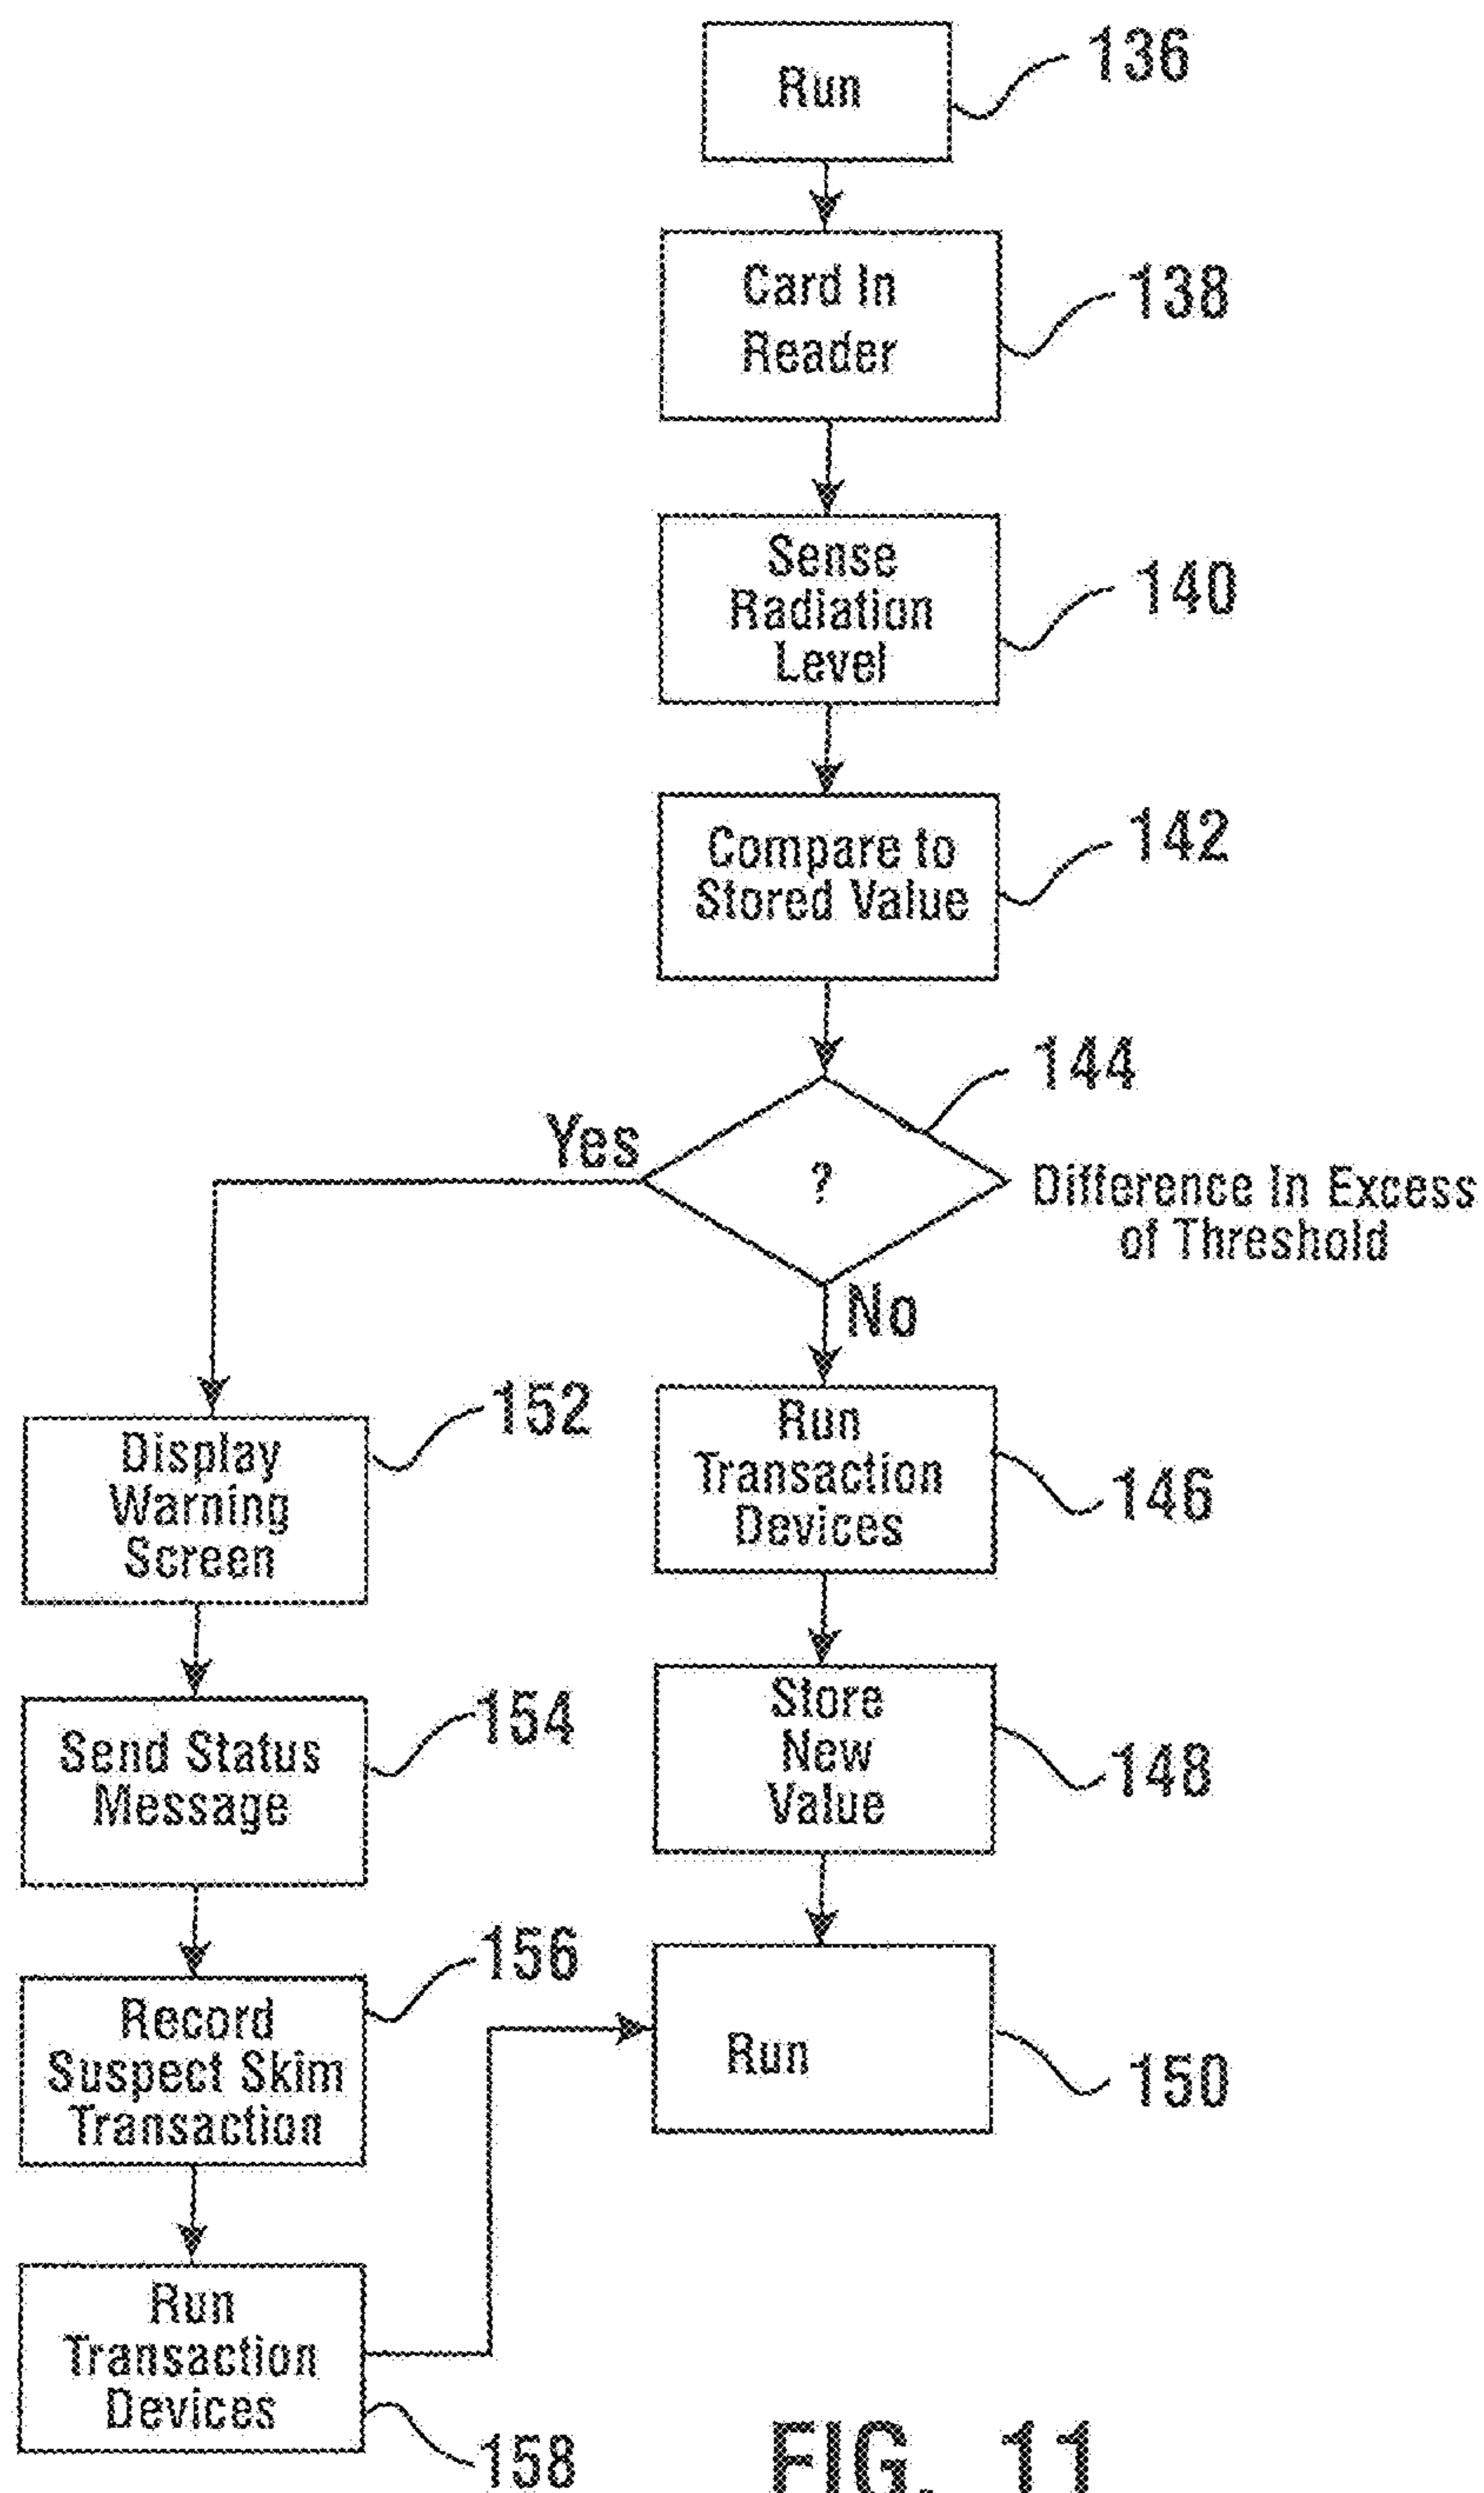 Run
136
Card In
Reader
138
Sense
Radiation
Level
140
Compare to
Stored Value
142
144
Yes
?
Difference In Excess
of Threshold
No
152
Display
Warning
Screen
Run
Transaction
Devices
146
154
Send Status
Message
Store
New
Value
148
156
Record
Suspect Skim
Transaction
Run
150
Run
Transaction
Devices
158
FIG. 11